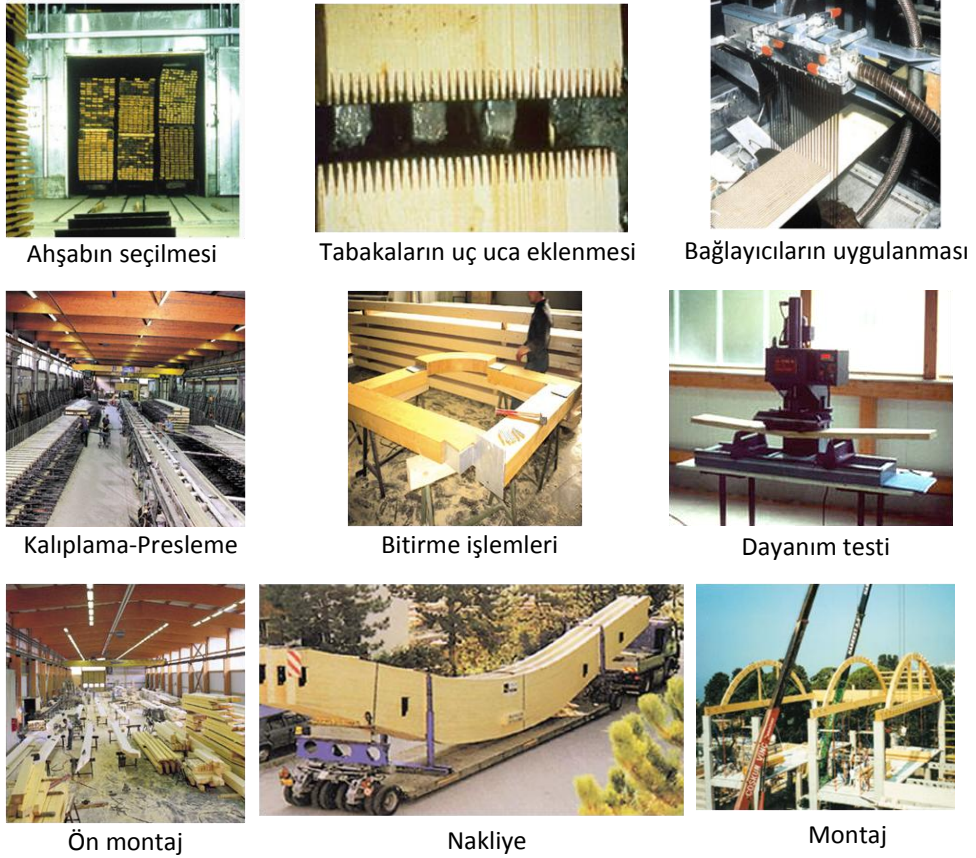 Ahşabın seçilmesi
Tabakaların uç uca eklenmesi
Bağlayıcıların uygulanması
Kalıplama-Presleme
Bitirme işlemleri
Dayanım testi
Ön montaj
Nakliye
Montaj